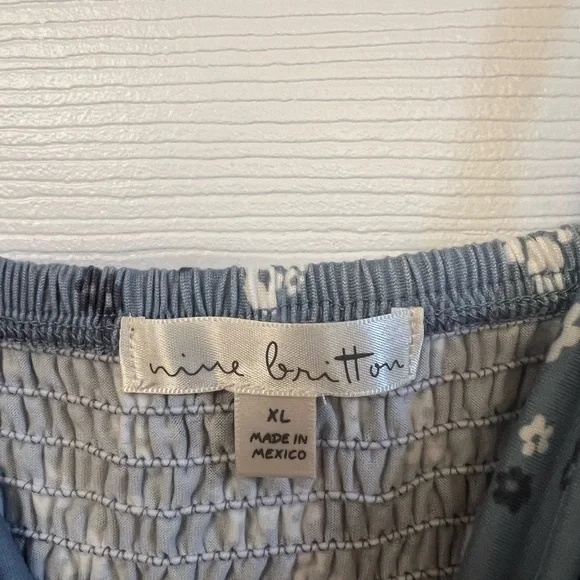 nine britton
XL
MADE IN
MEXICO